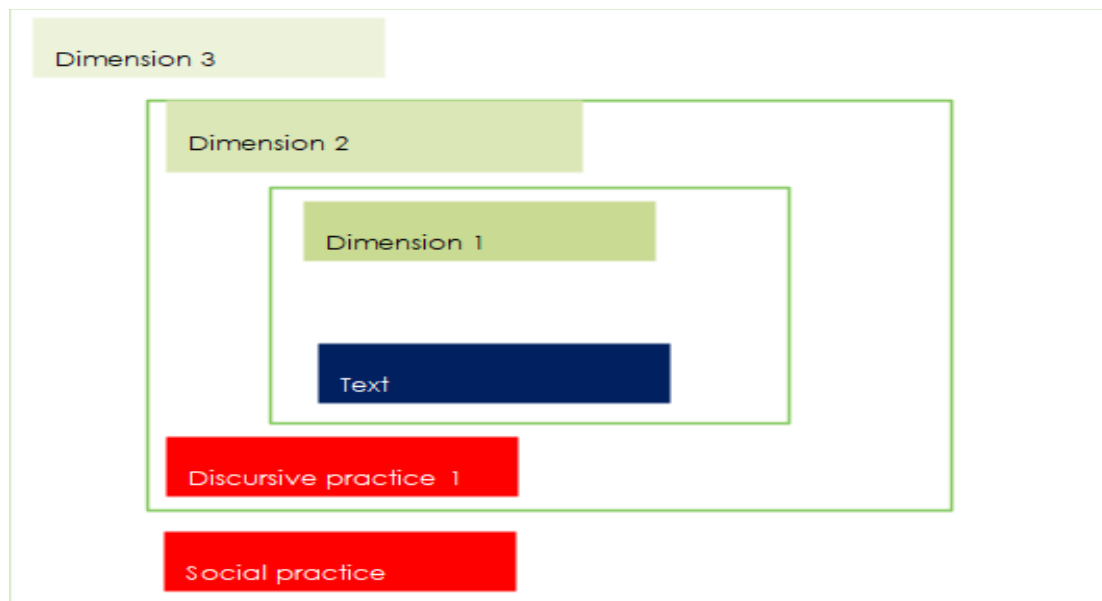 Dimension 3
Dimension 2
Dimension 1
Text
Discursive practice 1
Social practice